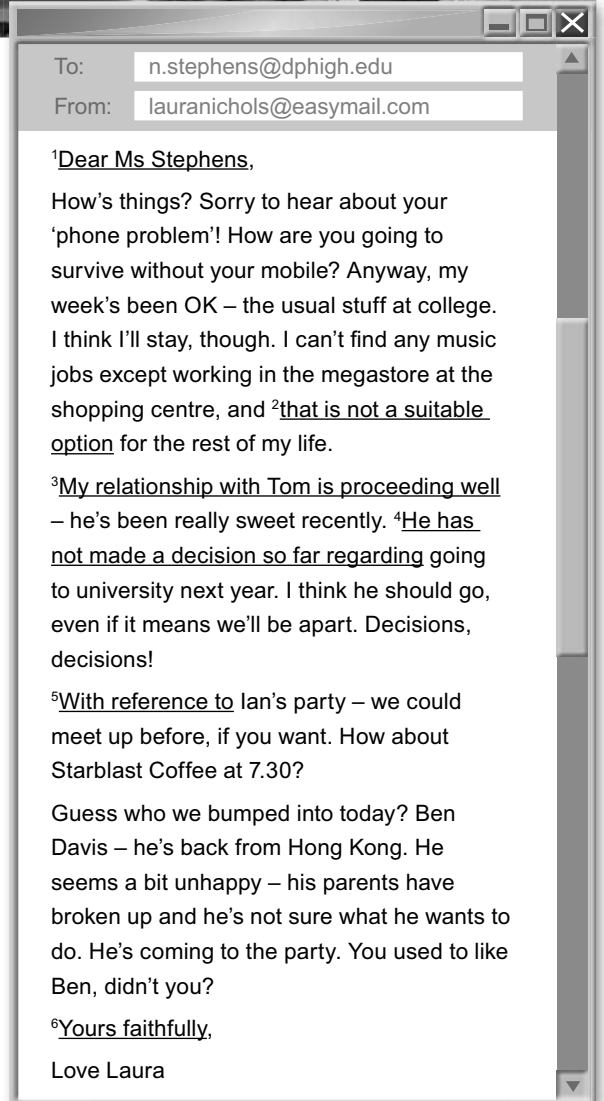 To: n.stephens@dphigh.edu
From: lauranichols@easymail.com
¹Dear Ms Stephens,
How’s things? Sorry to hear about your
‘phone problem’! How are you going to
survive without your mobile? Anyway, my
week’s been OK – the usual stuff at college.
I think I’ll stay, though. I can’t find any music
jobs except working in the megastore at the
shopping centre, and ²that is not a suitable
option for the rest of my life.
³My relationship with Tom is proceeding well
– he’s been really sweet recently. ⁴He has
not made a decision so far regarding going
to university next year. I think he should go,
even if it means we’ll be apart. Decisions,
decisions!
⁵With reference to Ian’s party – we could
meet up before, if you want. How about
Starblast Coffee at 7.30?
Guess who we bumped into today? Ben
Davis – he’s back from Hong Kong. He
seems a bit unhappy – his parents have
broken up and he’s not sure what he wants to
do. He’s coming to the party. You used to like
Ben, didn’t you?
⁶Yours faithfully,
Love Laura